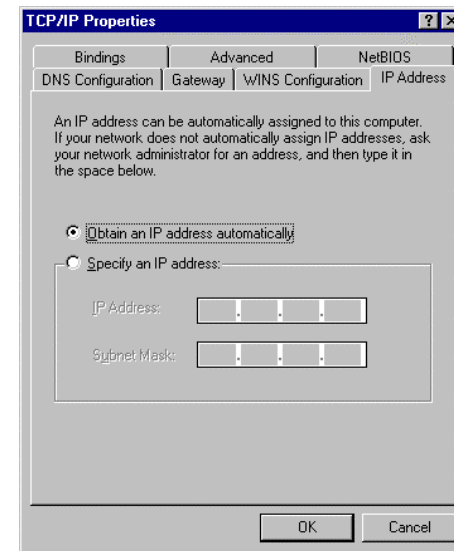 TCP/IP Properties
Bindings Advanced NetBIOS
DNS Configuration Gateway WINS Configuration IP Address
An IP address can be automatically assigned to this computer.
If your network does not automatically assign IP addresses, ask
your network administrator for an address, and then type it in
the space below.
Obtain an IP address automatically
Specify an IP address:
IP Address:
. . .
Subnet Mask:
. . .
OK Cancel